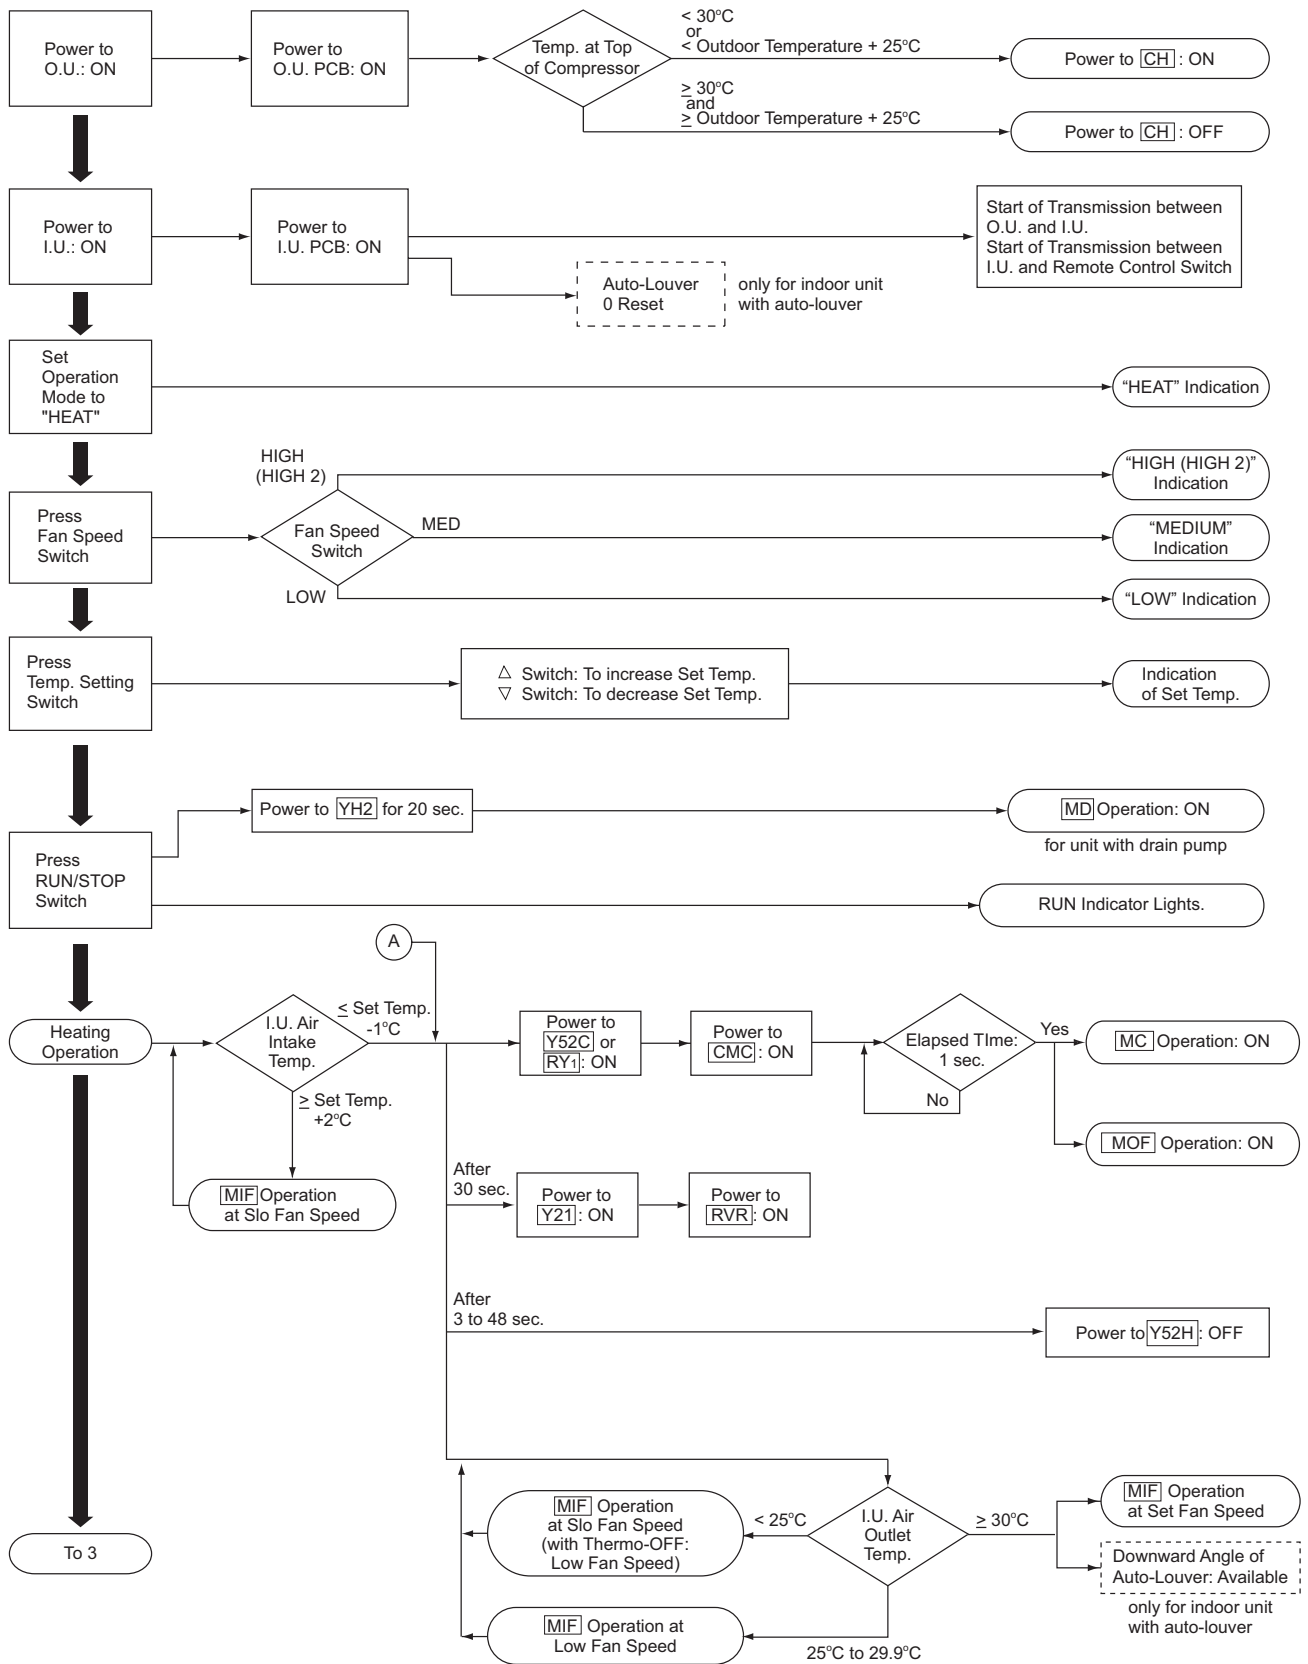 Power to
O.U.: ON
Power to
O.U. PCB: ON
Temp. at Top
of Compressor
< 30°C
or
< Outdoor Temperature + 25°C
Power to CH : ON
≥ 30°C
and
≥ Outdoor Temperature + 25°C
Power to CH : OFF
Power to
I.U.: ON
Power to
I.U. PCB: ON
Start of Transmission between
O.U. and I.U.
Start of Transmission between
I.U. and Remote Control Switch
Auto-Louver
0 Reset
only for indoor unit
with auto-louver
Set
Operation
Mode to
"HEAT"
“HEAT” Indication
Press
Fan Speed
Switch
Fan Speed
Switch
HIGH
(HIGH 2)
“HIGH (HIGH 2)”
Indication
MED
“MEDIUM”
Indication
LOW
“LOW” Indication
Press
Temp. Setting
Switch
△ Switch: To increase Set Temp.
▽ Switch: To decrease Set Temp.
Indication
of Set Temp.
Press
RUN/STOP
Switch
Power to YH2 for 20 sec.
MD Operation: ON
for unit with drain pump
RUN Indicator Lights.
A
Heating
Operation
I.U. Air
Intake
Temp.
≤ Set Temp.
-1°C
≥ Set Temp.
+2°C
MIF Operation
at Slo Fan Speed
Power to
Y52C or
RY1 : ON
Power to
CMC : ON
Elapsed TIme:
1 sec.
Yes
No
MC Operation: ON
MOF Operation: ON
After
30 sec.
Power to
Y21 : ON
Power to
RVR : ON
After
3 to 48 sec.
Power to Y52H : OFF
I.U. Air
Outlet
Temp.
< 25°C
MIF Operation
at Slo Fan Speed
(with Thermo-OFF:
Low Fan Speed)
≥ 30°C
MIF Operation
at Set Fan Speed
Downward Angle of
Auto-Louver: Available
only for indoor unit
with auto-louver
25°C to 29.9°C
MIF Operation at
Low Fan Speed
To 3